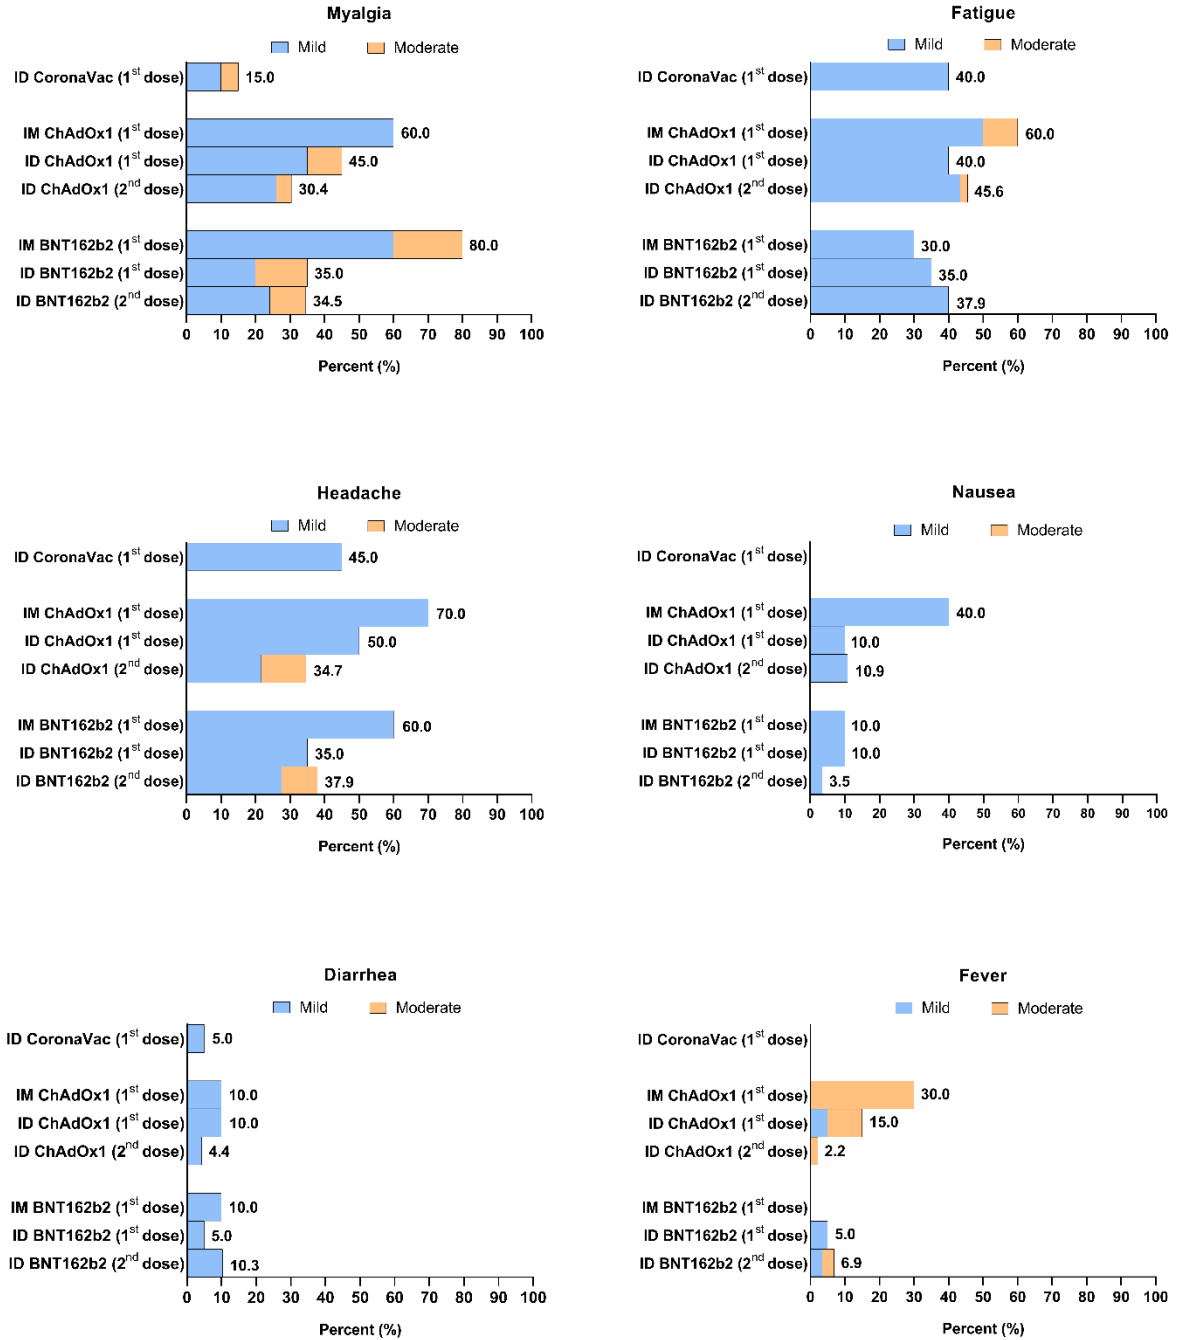 Myalgia
Mild Moderate
ID CoronaVac (1st dose) 15.0
IM ChAdOx1 (1st dose) 60.0
ID ChAdOx1 (1st dose) 45.0
ID ChAdOx1 (2nd dose) 30.4
IM BNT162b2 (1st dose) 80.0
ID BNT162b2 (1st dose) 35.0
ID BNT162b2 (2nd dose) 34.5
0 10 20 30 40 50 60 70 80 90 100
Percent (%)
Fatigue
Mild Moderate
ID CoronaVac (1st dose) 40.0
IM ChAdOx1 (1st dose) 60.0
ID ChAdOx1 (1st dose) 40.0
ID ChAdOx1 (2nd dose) 45.6
IM BNT162b2 (1st dose) 30.0
ID BNT162b2 (1st dose) 35.0
ID BNT162b2 (2nd dose) 37.9
0 10 20 30 40 50 60 70 80 90 100
Percent (%)
Headache
Mild Moderate
ID CoronaVac (1st dose) 45.0
IM ChAdOx1 (1st dose) 70.0
ID ChAdOx1 (1st dose) 50.0
ID ChAdOx1 (2nd dose) 34.7
IM BNT162b2 (1st dose) 60.0
ID BNT162b2 (1st dose) 35.0
ID BNT162b2 (2nd dose) 37.9
0 10 20 30 40 50 60 70 80 90 100
Percent (%)
Nausea
Mild Moderate
ID CoronaVac (1st dose)
IM ChAdOx1 (1st dose) 40.0
ID ChAdOx1 (1st dose) 10.0
ID ChAdOx1 (2nd dose) 10.9
IM BNT162b2 (1st dose) 10.0
ID BNT162b2 (1st dose) 10.0
ID BNT162b2 (2nd dose) 3.5
0 10 20 30 40 50 60 70 80 90 100
Percent (%)
Diarrhea
Mild Moderate
ID CoronaVac (1st dose) 5.0
IM ChAdOx1 (1st dose) 10.0
ID ChAdOx1 (1st dose) 10.0
ID ChAdOx1 (2nd dose) 4.4
IM BNT162b2 (1st dose) 10.0
ID BNT162b2 (1st dose) 5.0
ID BNT162b2 (2nd dose) 10.3
0 10 20 30 40 50 60 70 80 90 100
Percent (%)
Fever
Mild Moderate
ID CoronaVac (1st dose)
IM ChAdOx1 (1st dose) 30.0
ID ChAdOx1 (1st dose) 15.0
ID ChAdOx1 (2nd dose) 2.2
IM BNT162b2 (1st dose)
ID BNT162b2 (1st dose) 5.0
ID BNT162b2 (2nd dose) 6.9
0 10 20 30 40 50 60 70 80 90 100
Percent (%)